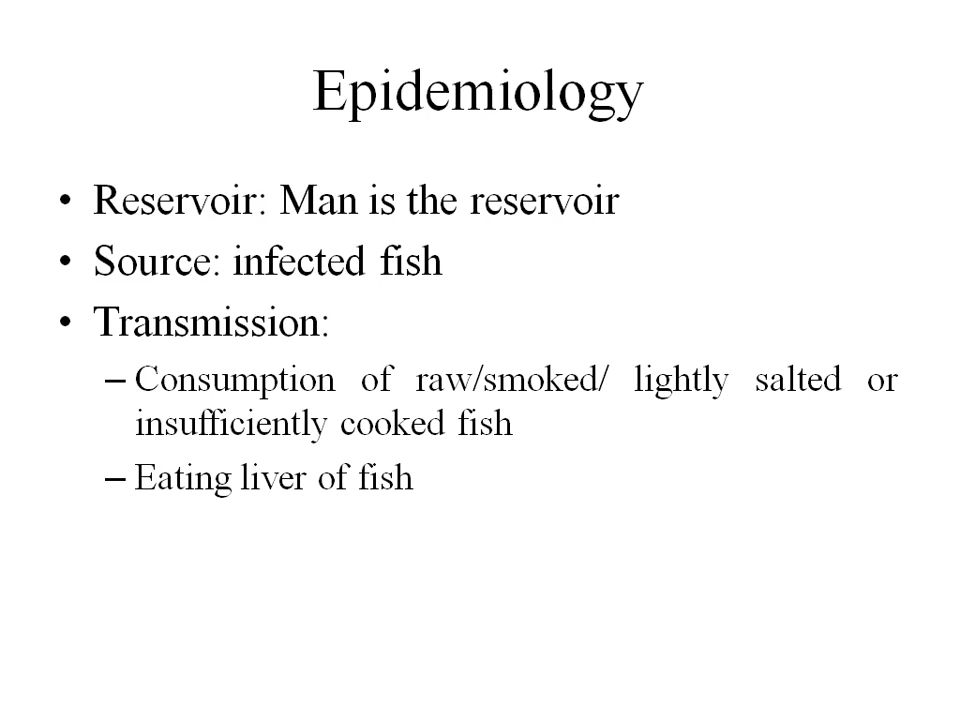 Epidemiology
• Reservoir: Man is the reservoir
• Source: infected fish
• Transmission:
– Consumption of raw/smoked/ lightly salted or
insufficiently cooked fish
– Eating liver of fish